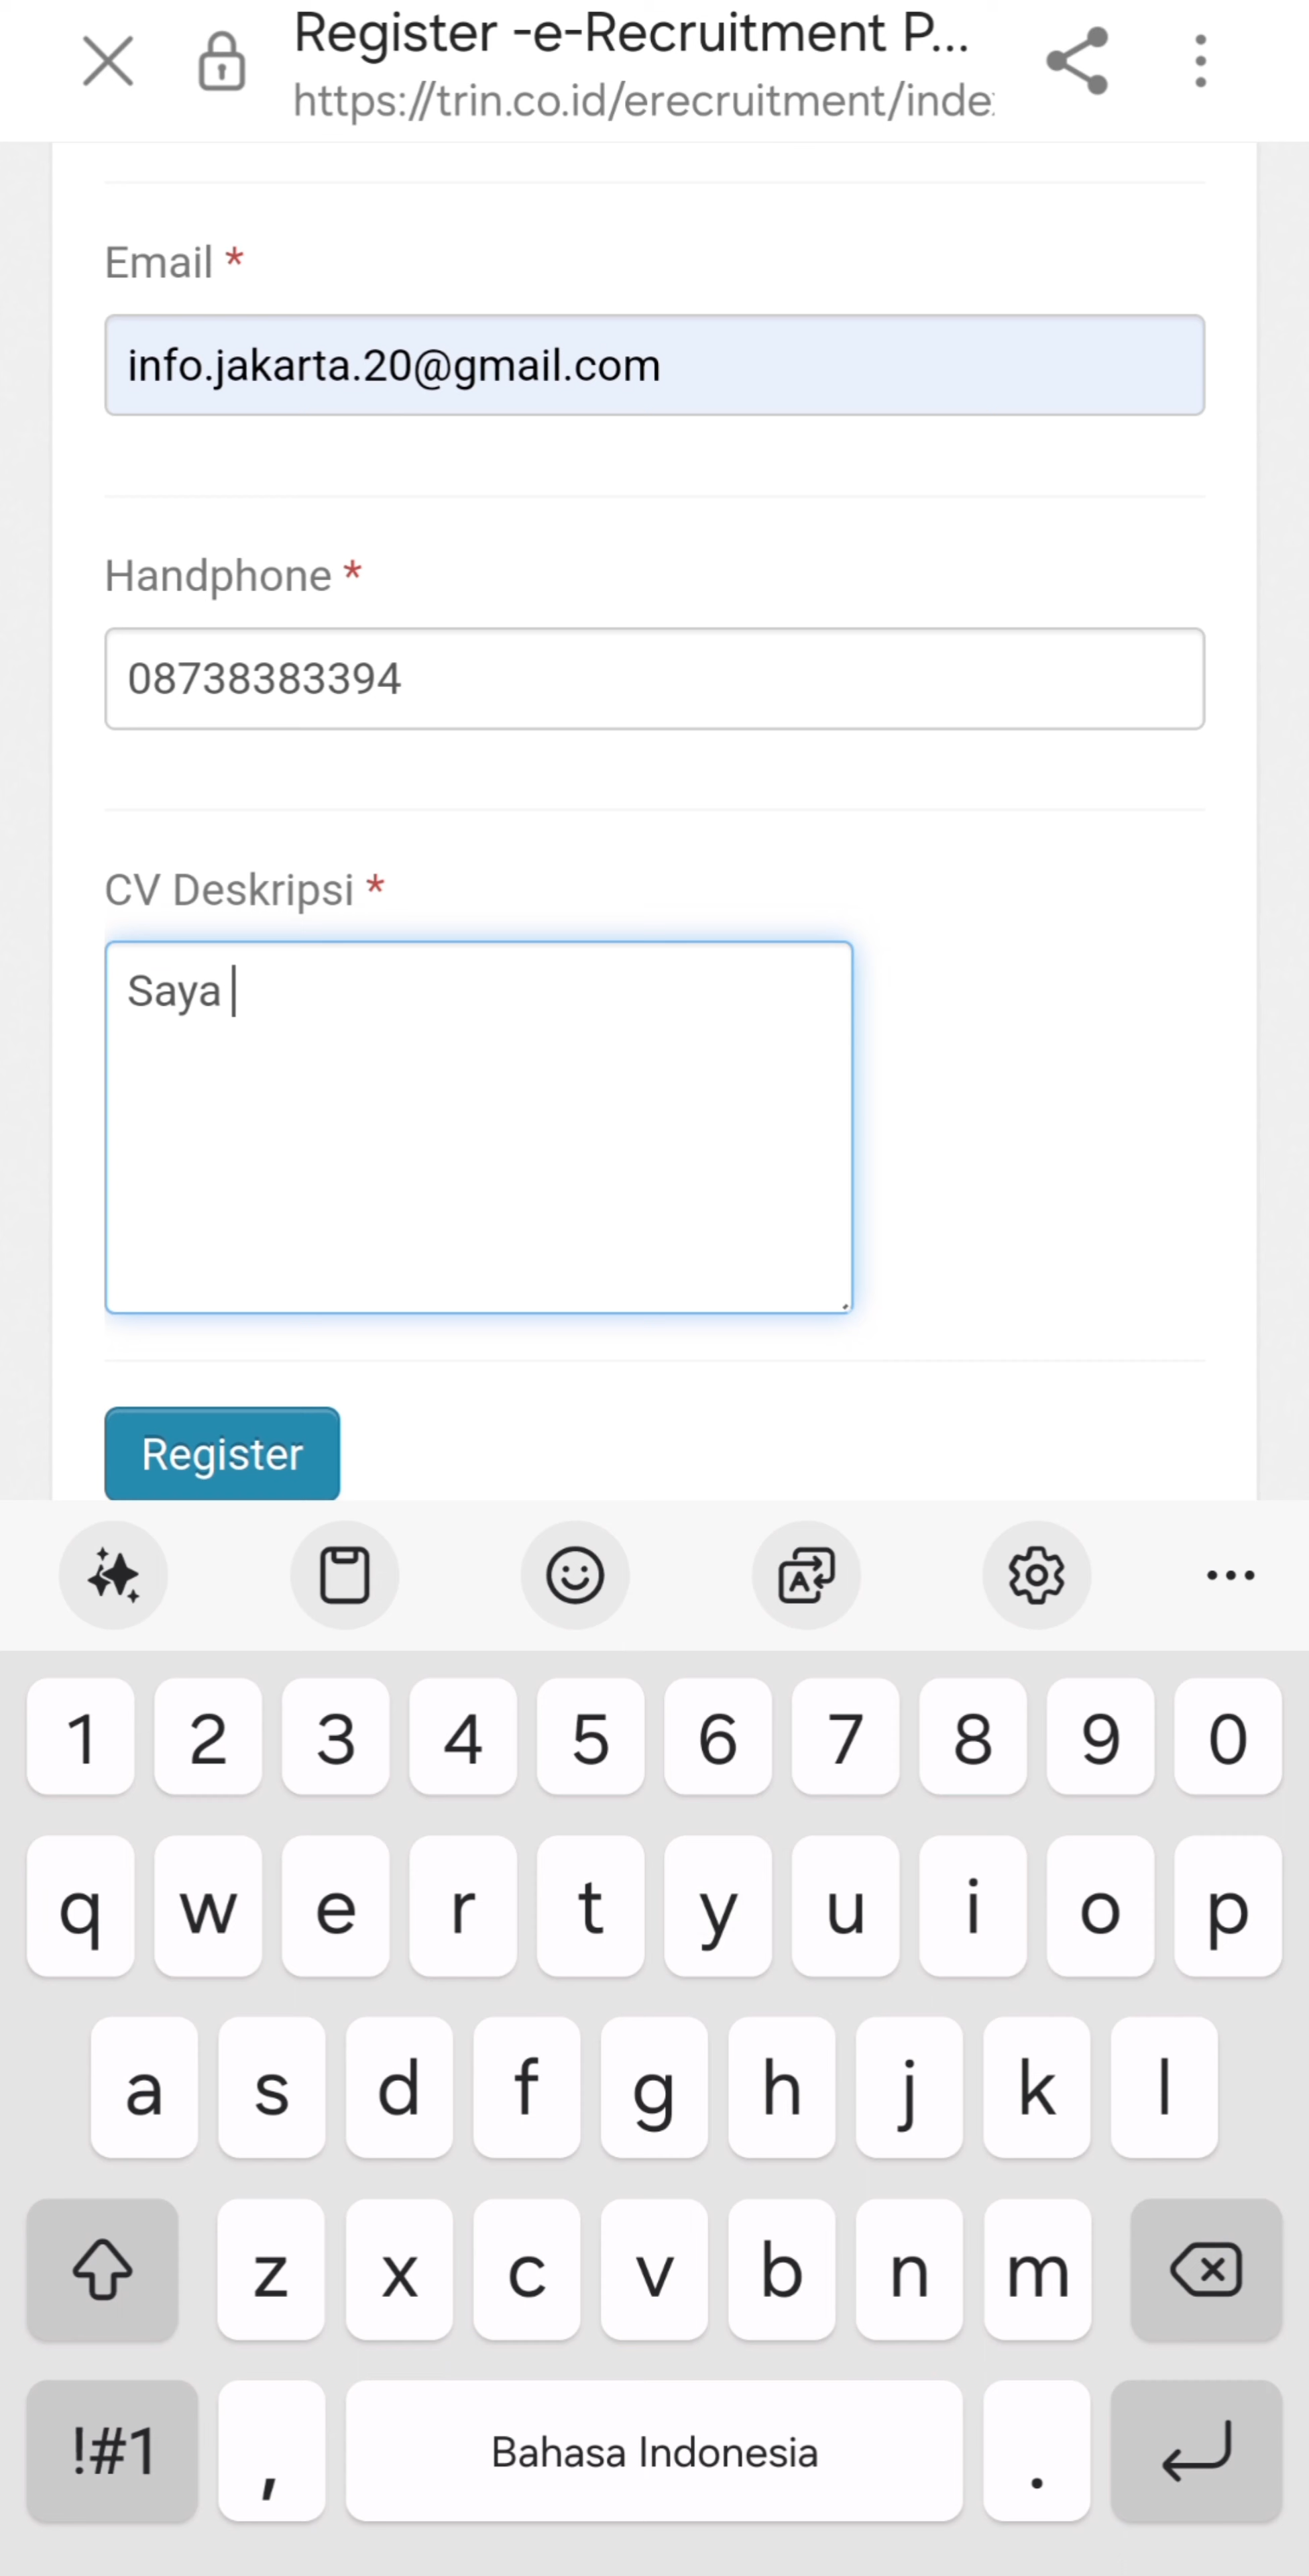 Register -e-Recruitment P...
https://trin.co.id/erecruitment/inde
Email *
info.jakarta.20@gmail.com
Handphone *
08738383394
CV Deskripsi *
Saya
Register
1 2 3 4 5 6 7 8 9 0
q w e r t y u i o p
a s d f g h j k l
z x c v b n m
!#1 , Bahasa Indonesia .